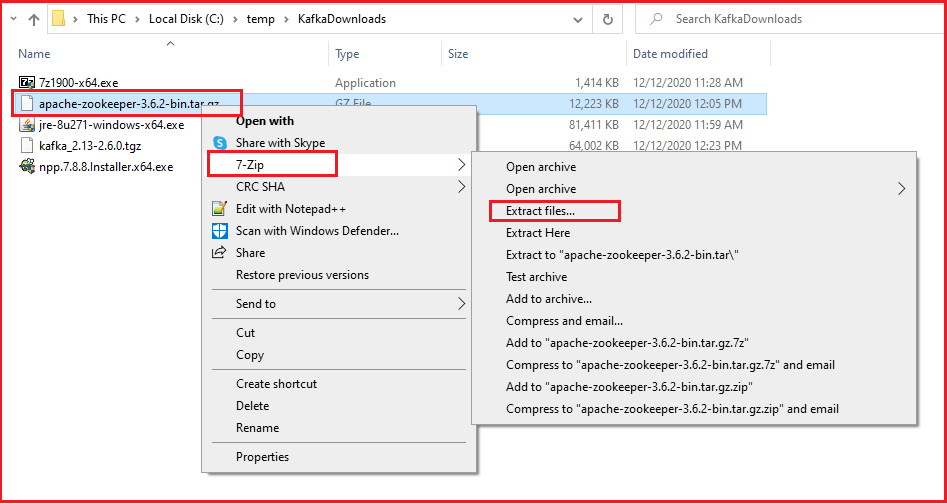 This PC > Local Disk (C:) > temp > KafkaDownloads
Search KafkaDownloads
Name Type Size Date modified
7z1900-x64.exe Application 1,414 KB 12/12/2020 11:28 AM
apache-zookeeper-3.6.2-bin.tar.gz GZ File 12,223 KB 12/12/2020 12:05 PM
jre-8u271-windows-x64.exe 81,411 KB 12/12/2020 11:59 AM
kafka_2.13-2.6.0.tgz 64,002 KB 12/12/2020 12:23 PM
npp.7.8.8.Installer.x64.exe
Open with
Share with Skype
7-Zip
CRC SHA
Edit with Notepad++
Scan with Windows Defender...
Share
Restore previous versions
Send to
Cut
Copy
Create shortcut
Delete
Rename
Properties
Open archive
Open archive
Extract files...
Extract Here
Extract to "apache-zookeeper-3.6.2-bin.tar\"
Test archive
Add to archive...
Compress and email...
Add to "apache-zookeeper-3.6.2-bin.tar.gz.7z"
Compress to "apache-zookeeper-3.6.2-bin.tar.gz.7z" and email
Add to "apache-zookeeper-3.6.2-bin.tar.gz.zip"
Compress to "apache-zookeeper-3.6.2-bin.tar.gz.zip" and email